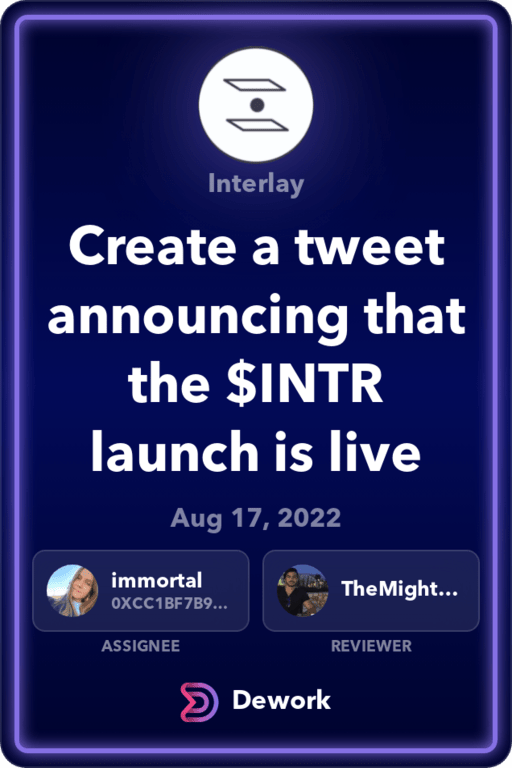 Interlay
Create a tweet
announcing that
the $INTR
launch is live
Aug 17, 2022
immortal
0XCC1BF7B9...
TheMight...
ASSIGNEE
REVIEWER
Dework